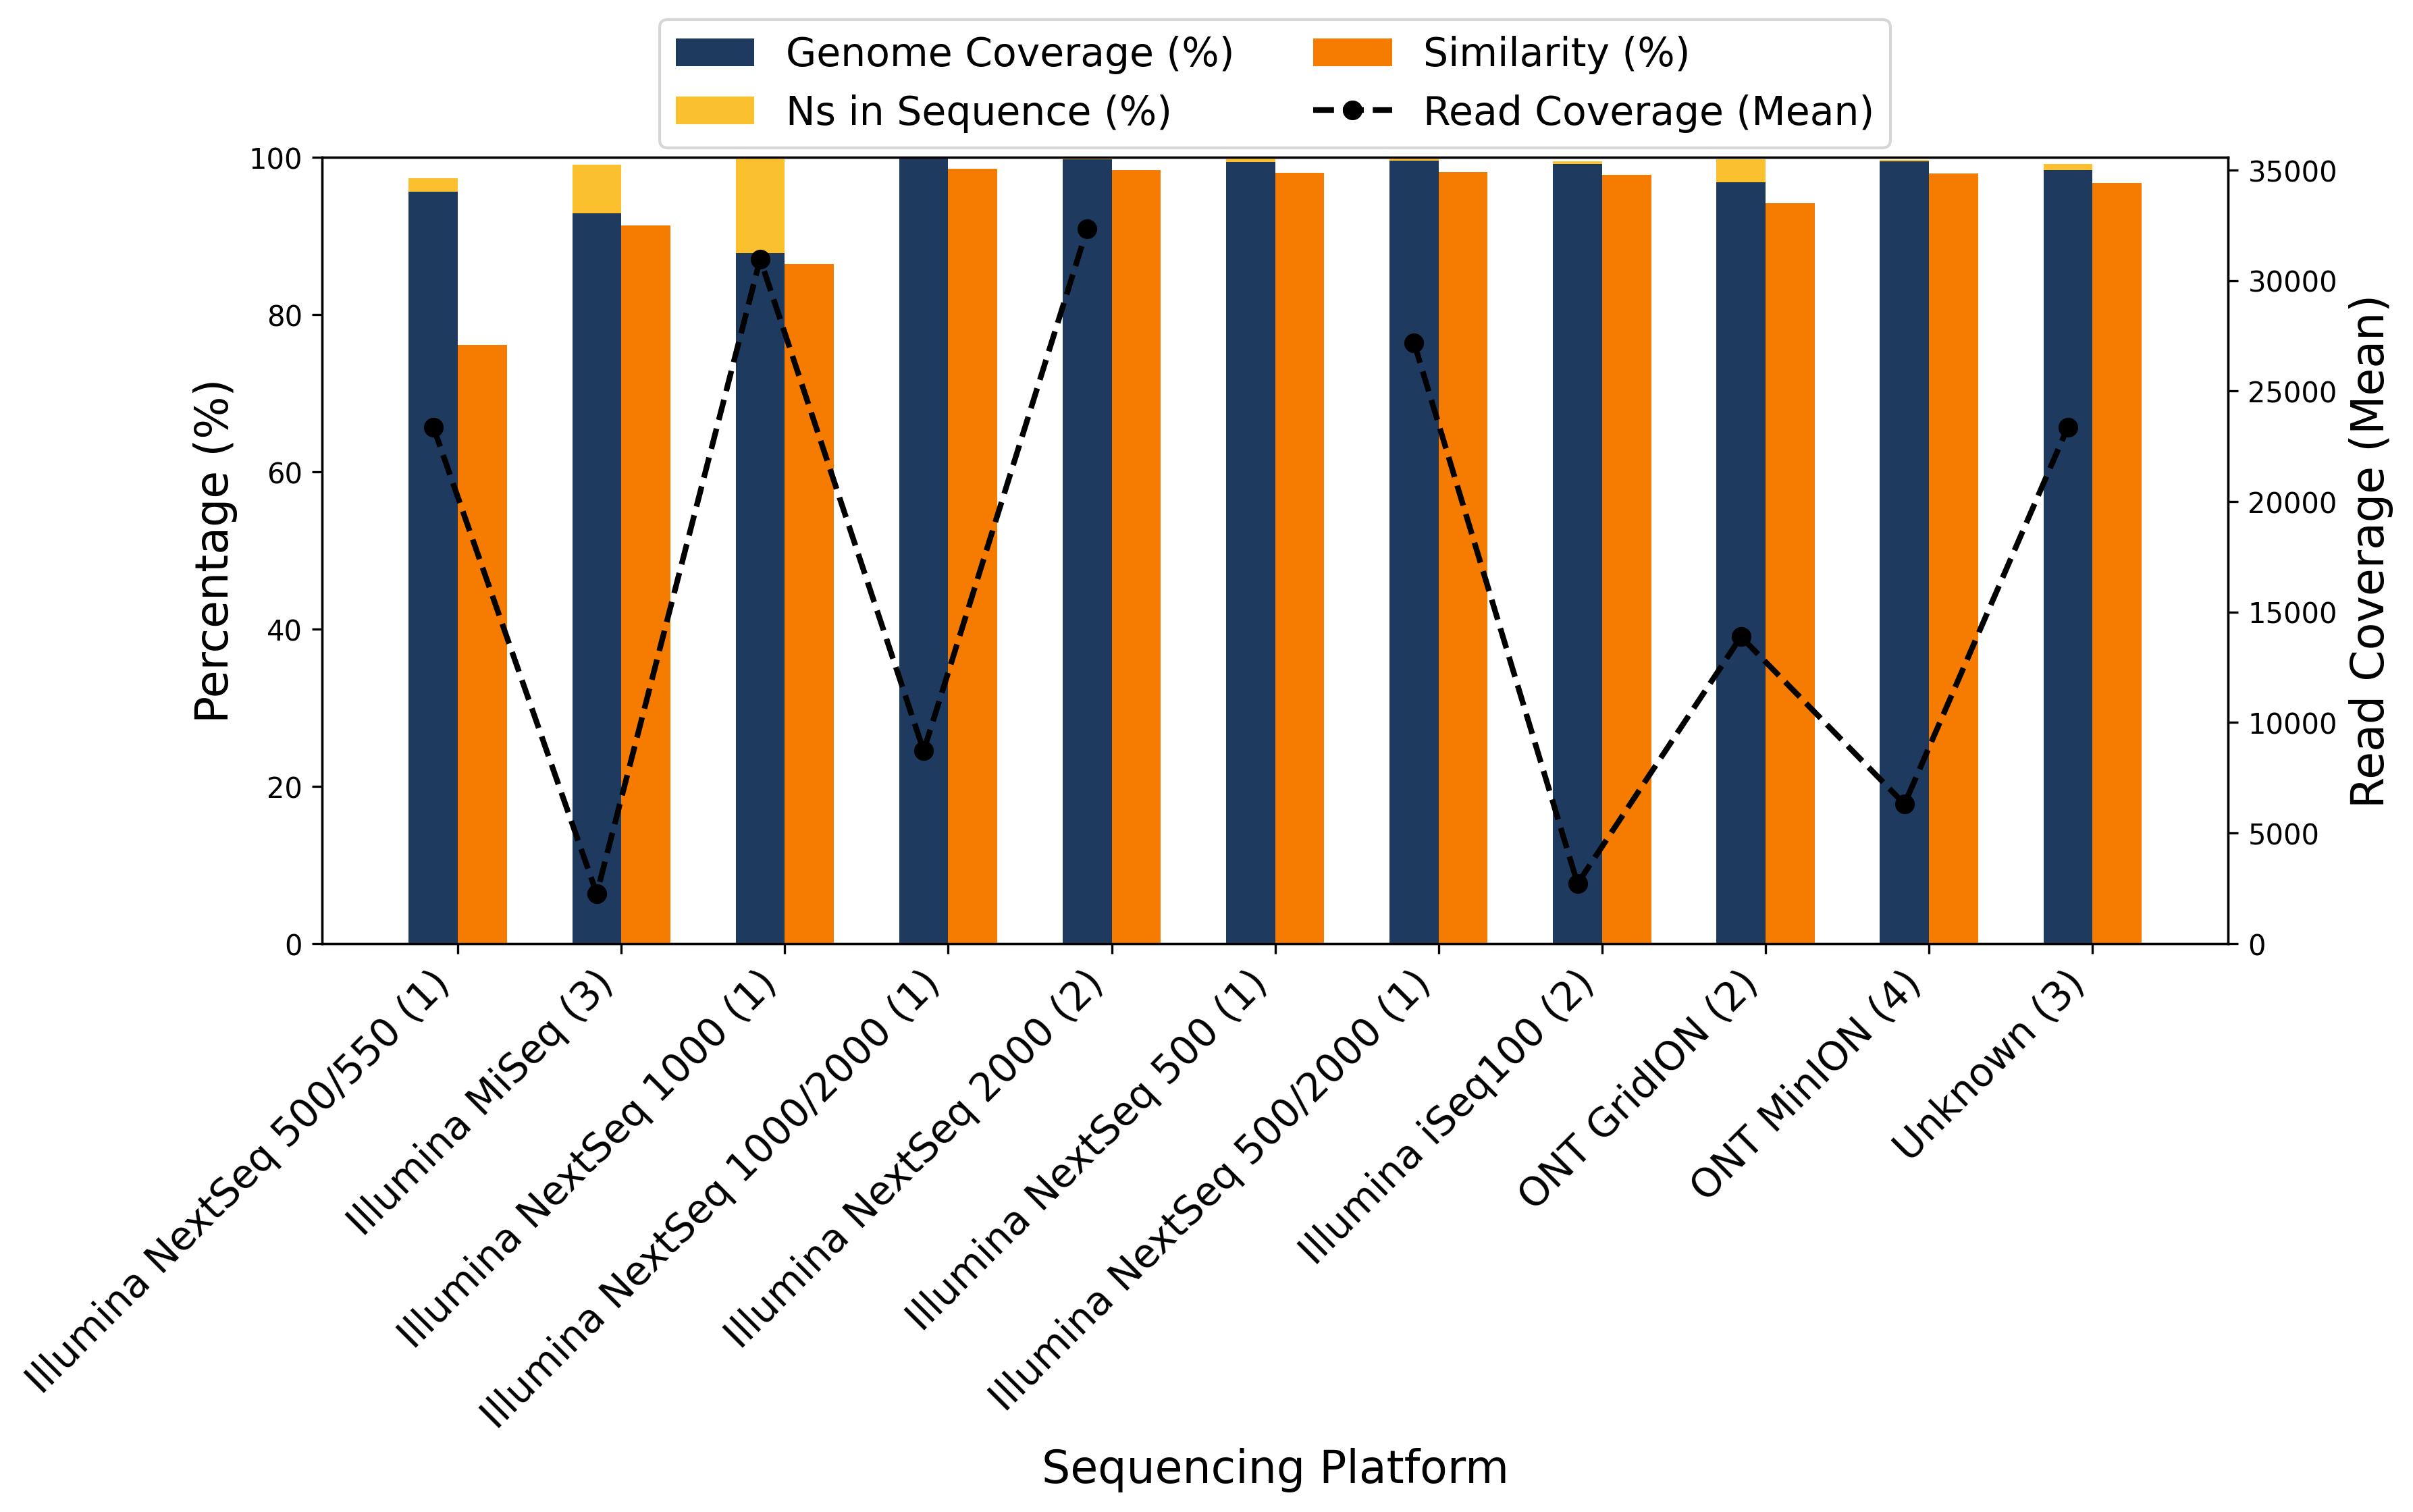 Genome Coverage (%)
Ns in Sequence (%)
Similarity (%)
Read Coverage (Mean)
Percentage (%)
100
80
60
40
20
0
35000
30000
25000
20000
15000
10000
5000
0
Read Coverage (Mean)
Illumina NextSeq 500/550 (1)
Illumina MiSeq (3)
Illumina NextSeq 1000 (1)
Illumina NextSeq 1000/2000 (1)
Illumina NextSeq 2000 (2)
Illumina NextSeq 500 (1)
Illumina NextSeq 500/2000 (1)
Illumina iSeq100 (2)
ONT GridION (2)
ONT MinION (4)
Unknown (3)
Sequencing Platform